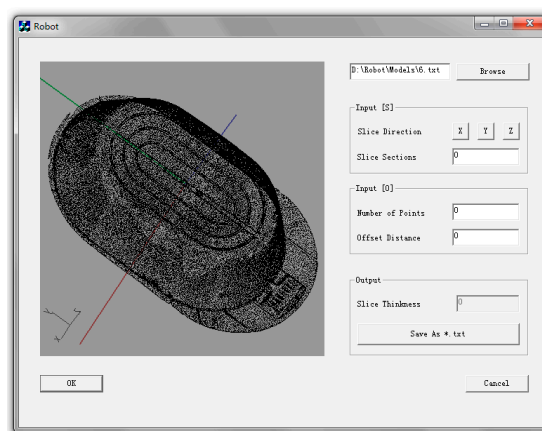 Robot
D:\Robot\Models\6.txt
Browse
Input [S]
Slice Direction X Y Z
Slice Sections 0
Input [O]
Number of Points 0
Offset Distance 0
Output
Slice Thinkness 0
Save As *.txt
OK
Cancel